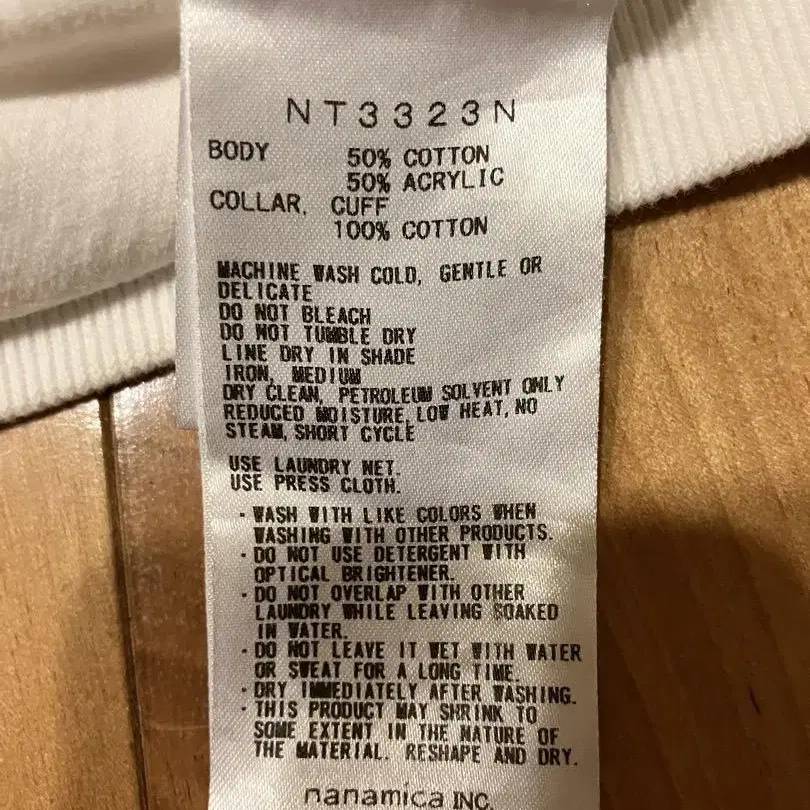 NT3323N
BODY 50% COTTON
50% ACRYLIC
COLLAR, CUFF
100% COTTON
MACHINE WASH COLD, GENTLE OR
DELICATE
DO NOT BLEACH
DO NOT TUMBLE DRY
LINE DRY IN SHADE
IRON, MEDIUM
DRY CLEAN, PETROLEUM SOLVENT ONLY
REDUCED MOISTURE, LOW HEAT, NO
STEAM, SHORT CYCLE
USE LAUNDRY NET.
USE PRESS CLOTH.
・WASH WITH LIKE COLORS WHEN
WASHING WITH OTHER PRODUCTS.
・DO NOT USE DETERGENT WITH
OPTICAL BRIGHTENER.
・DO NOT OVERLAP WITH OTHER
LAUNDRY WHILE LEAVING SOAKED
IN WATER.
・DO NOT LEAVE IT WET WITH WATER
OR SWEAT FOR A LONG TIME.
・DRY IMMEDIATELY AFTER WASHING.
・THIS PRODUCT MAY SHRINK TO
SOME EXTENT IN THE NATURE OF
THE MATERIAL. RESHAPE AND DRY.
nanamica INC.